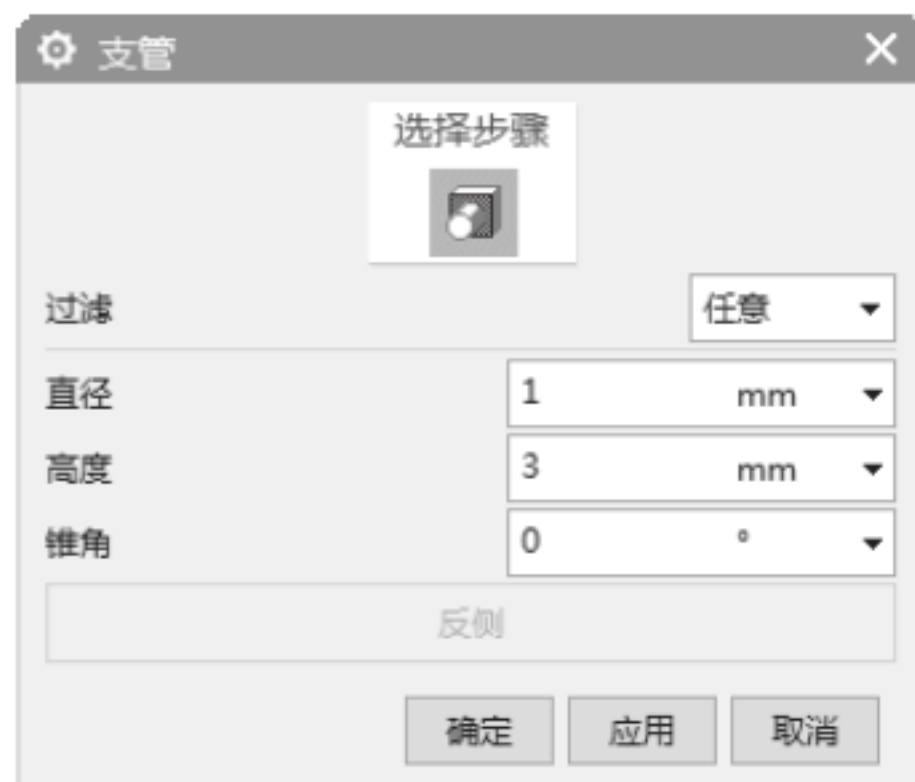 支管
选择步骤
过滤 任意
直径 1 mm
高度 3 mm
锥角 0 °
反侧
确定 应用 取消